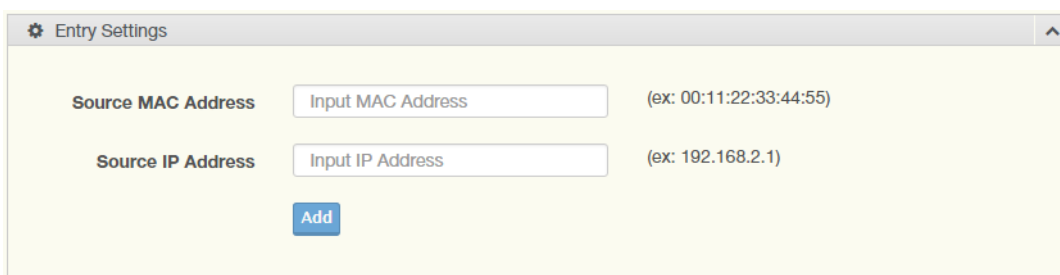 Entry Settings
Source MAC Address Input MAC Address (ex: 00:11:22:33:44:55)
Source IP Address Input IP Address (ex: 192.168.2.1)
Add